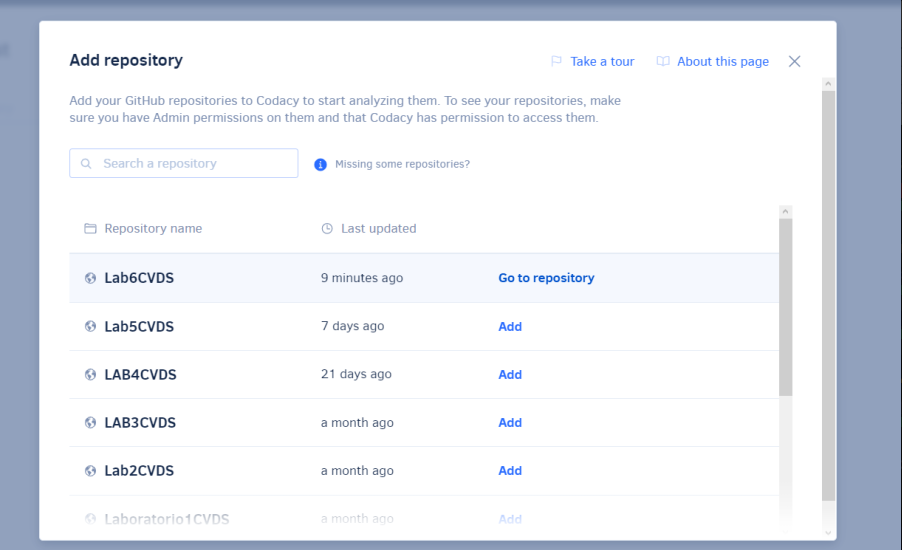 Add repository
Take a tour
About this page
Add your GitHub repositories to Codacy to start analyzing them. To see your repositories, make
sure you have Admin permissions on them and that Codacy has permission to access them.
Search a repository
Missing some repositories?
Repository name Last updated
Lab6CVDS 9 minutes ago Go to repository
Lab5CVDS 7 days ago Add
LAB4CVDS 21 days ago Add
LAB3CVDS a month ago Add
Lab2CVDS a month ago Add
Laboratorio1CVDS a month ago Add